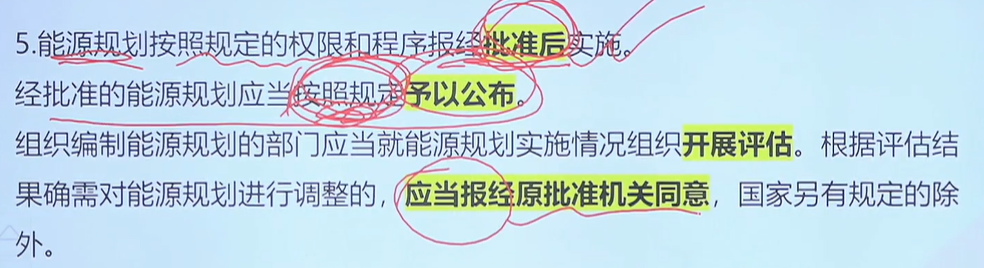 5.能源规划按照规定的权限和程序报经批准后实施。
经批准的能源规划应当按照规定予以公布。
组织编制能源规划的部门应当就能源规划实施情况组织开展评估。根据评估结
果确需对能源规划进行调整的，应当报经原批准机关同意，国家另有规定的除
外。